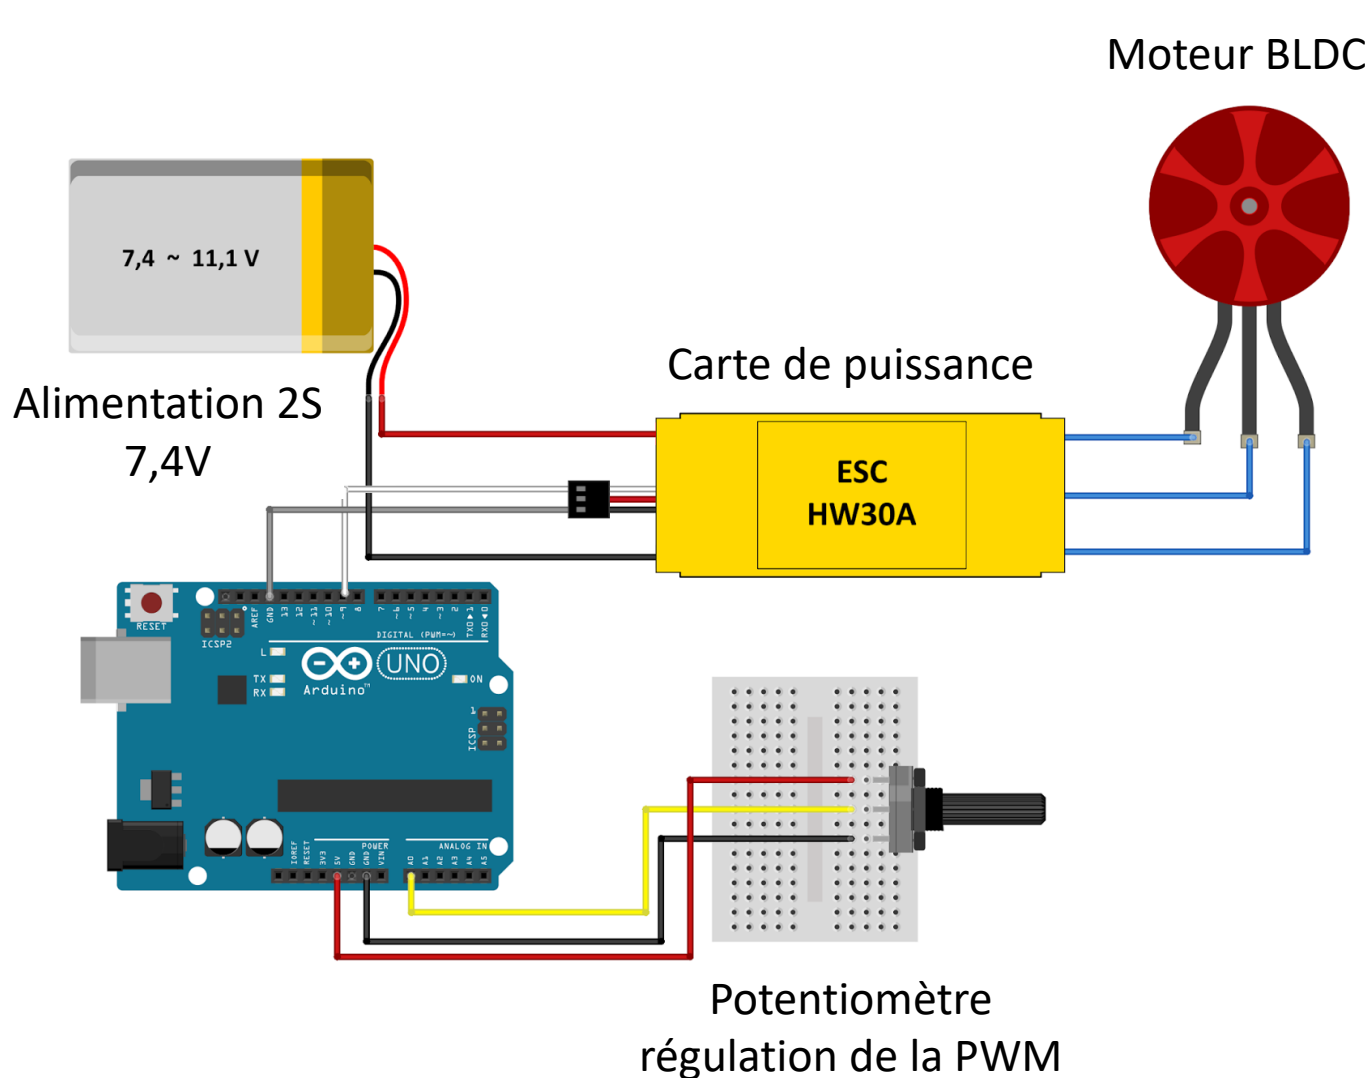 Moteur BLDC
7,4 ~ 11,1 V
Alimentation 2S
7,4V
Carte de puissance
ESC
HW30A
RESET
ICSP2
AREF
GND
13
12
~11
~10
~9
8
7
~6
~5
4
~3
2
TX0▶1
RX0◀0
DIGITAL (PWM=~)
L
TX
RX
Arduino™
UNO
ON
1
ICSP
IOREF
RESET
3V3
5V
GND
GND
VIN
POWER
ANALOG IN
A0
A1
A2
A3
A4
A5
Potentiomètre
régulation de la PWM